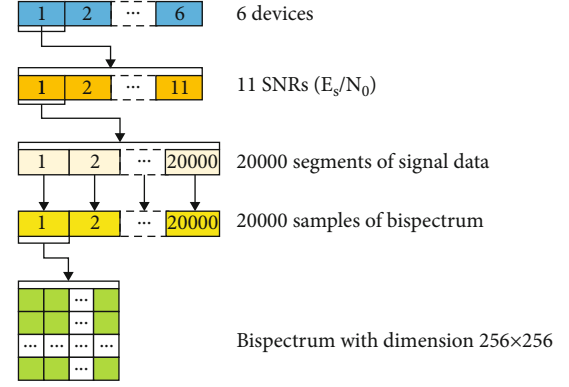 1 2 ... 6 6 devices
1 2 ... 11 11 SNRs (Es/N0)
1 2 ... 20000 20000 segments of signal data
1 2 ... 20000 20000 samples of bispectrum
...
...
... ... ... ...
...
Bispectrum with dimension 256×256